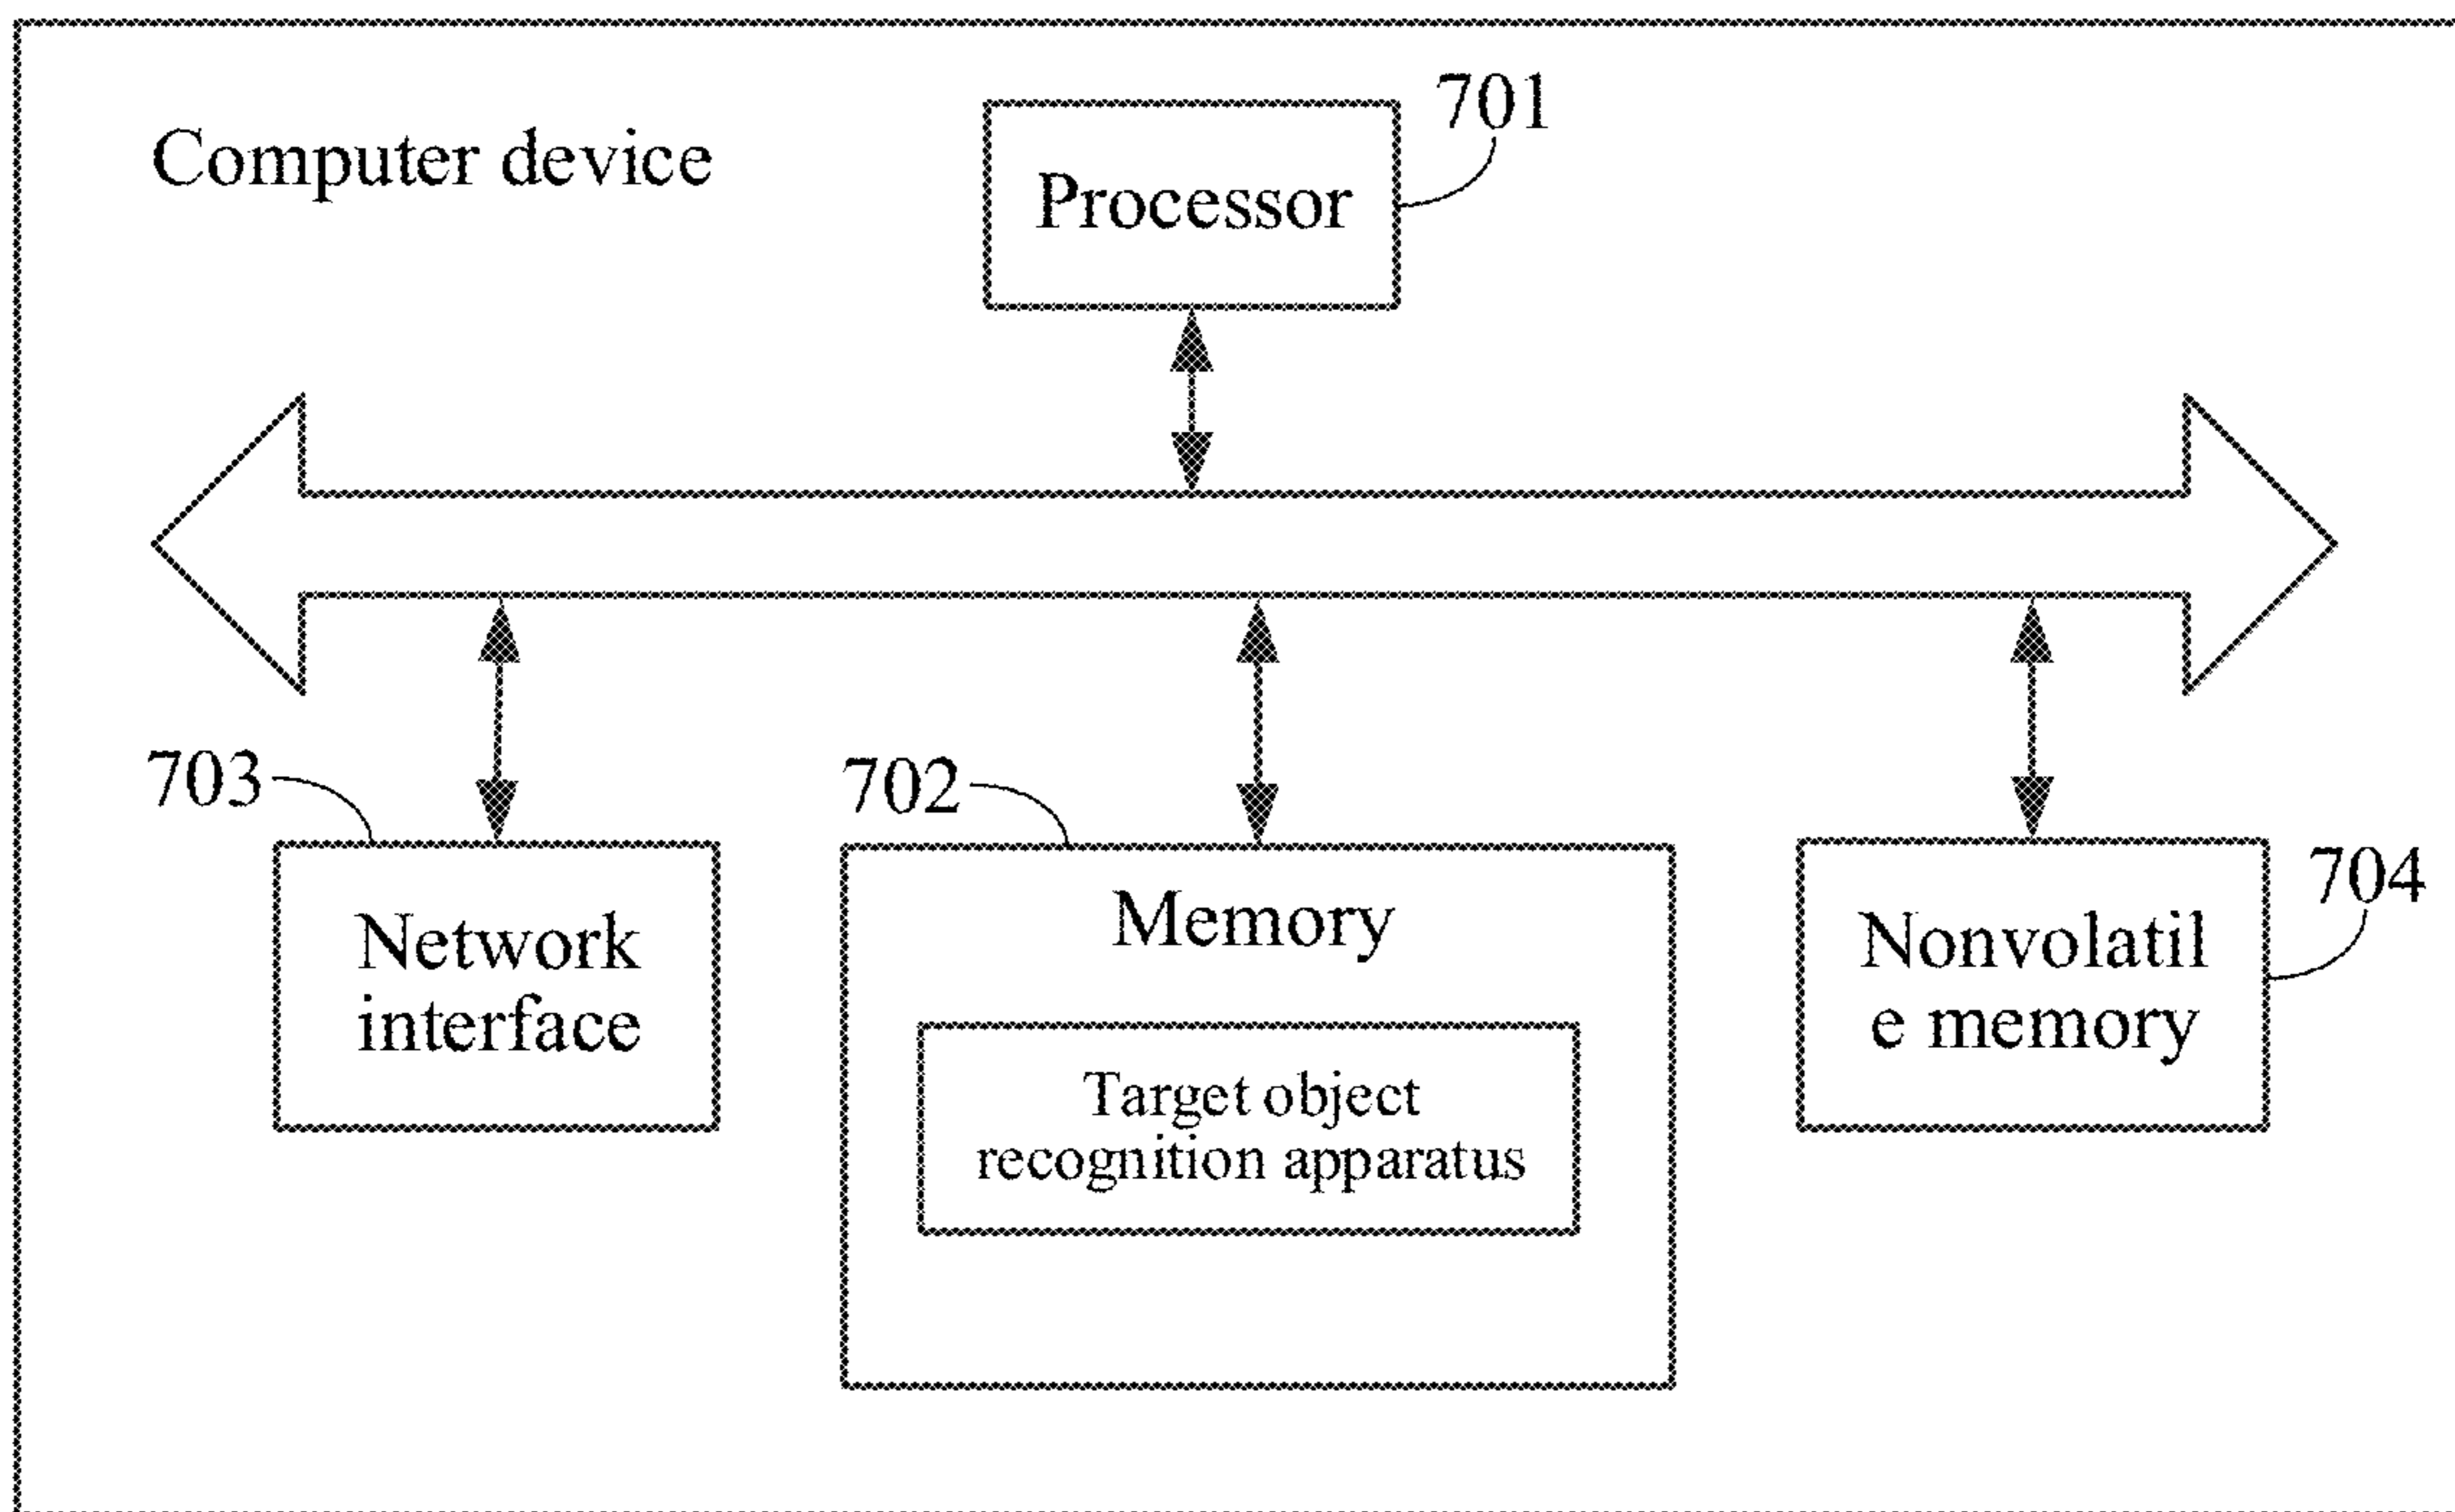 Computer device
701
Processor
703
702
704
Network
interface
Memory
Target object
recognition apparatus
Nonvolatil
e memory